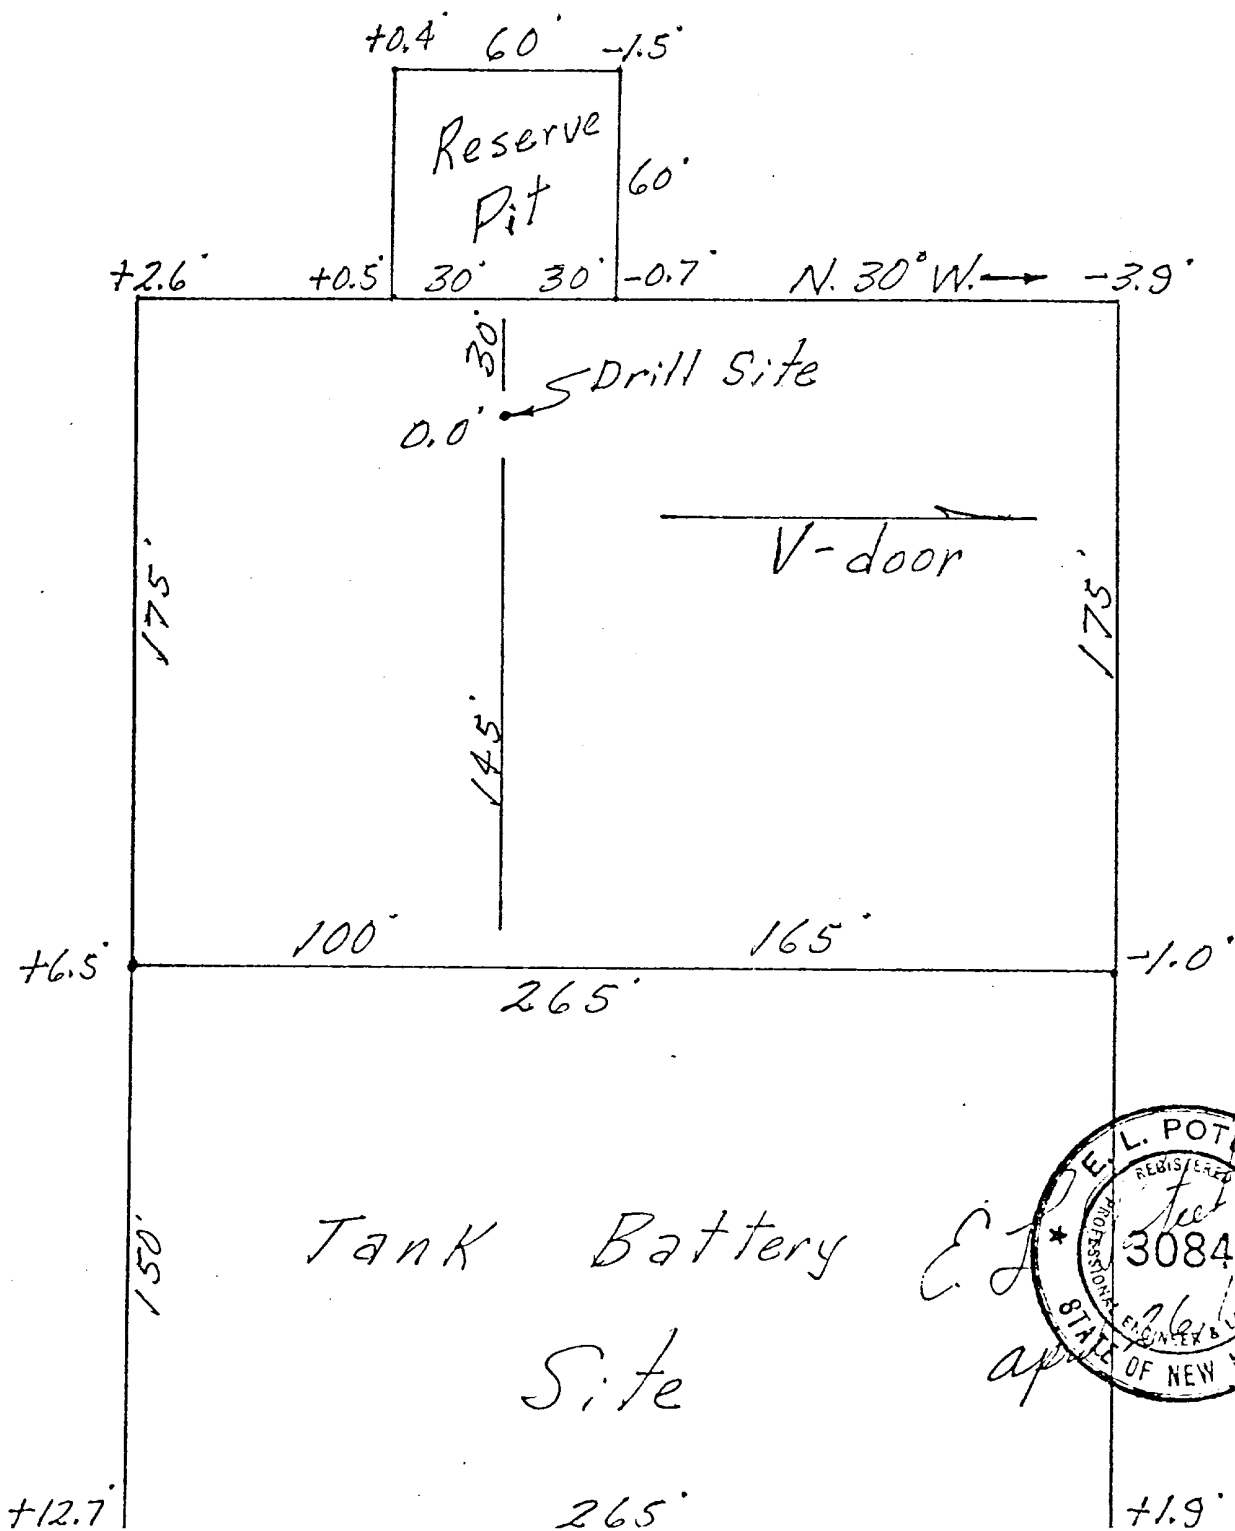 +0.4' 60' -1.5'
Reserve
Pit
60'
+2.6' +0.5' 30' 30' -0.7' N. 30° W. → -3.9'
30'
Drill Site
0.0'
V-door
175'
175'
145'
100' 165'
+6.5' -1.0'
265'
150'
Tank Battery
Site
E. L.
E. L. POT
REGISTERED
PROFESSIONAL ENGINEER & L
3084
STATE OF NEW
+12.7' 265' +1.9'